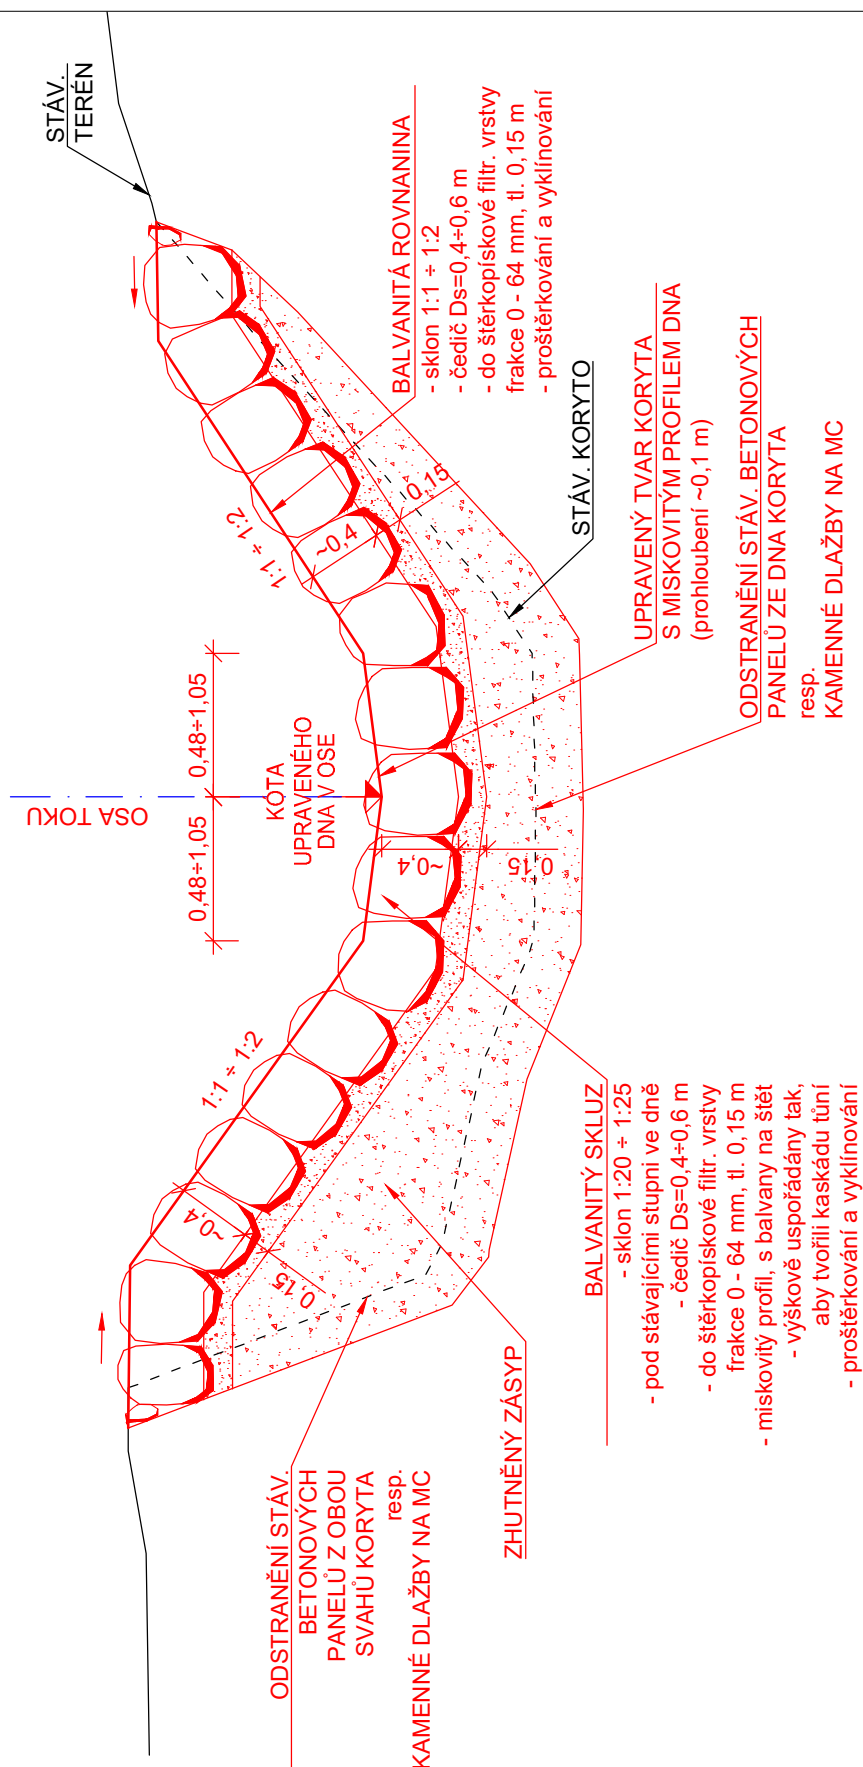 STÁV.
TERÉN
BALVANITÁ ROVNANINA
- sklon 1:1 ÷ 1:2
- čedič Ds=0,4÷0,6 m
- do štěrkopískové filtr. vrstvy
frakce 0 - 64 mm, tl. 0,15 m
- proštěrkování a vyklínování
STÁV. KORYTO
UPRAVENÝ TVAR KORYTA
S MISKOVITÝM PROFILEM DNA
(prohloubení ~0,1 m)
ODSTRANĚNÍ STÁV. BETONOVÝCH
PANELŮ ZE DNA KORYTA
resp.
KAMENNÉ DLAŽBY NA MC
1:1 ÷ 1:2
~0,4
0,15
0,48÷1,05
OSA TOKU
0,48÷1,05
KÓTA
UPRAVENÉHO
DNA V OSE
~0,4
0,15
1:1 ÷ 1:2
~0,4
0,15
BALVANITÝ SKLUZ
- sklon 1:20 ÷ 1:25
- pod stávajícími stupni ve dně
- čedič Ds=0,4÷0,6 m
- do štěrkopískové filtr. vrstvy
frakce 0 - 64 mm, tl. 0,15 m
- miskovitý profil, s balvany na štět
- výškově uspořádány tak,
aby tvořili kaskádu tůní
- proštěrkování a vyklínování
ZHUTNĚNÝ ZÁSYP
ODSTRANĚNÍ STÁV.
BETONOVÝCH
PANELŮ Z OBOU
SVAHŮ KORYTA
resp.
KAMENNÉ DLAŽBY NA MC